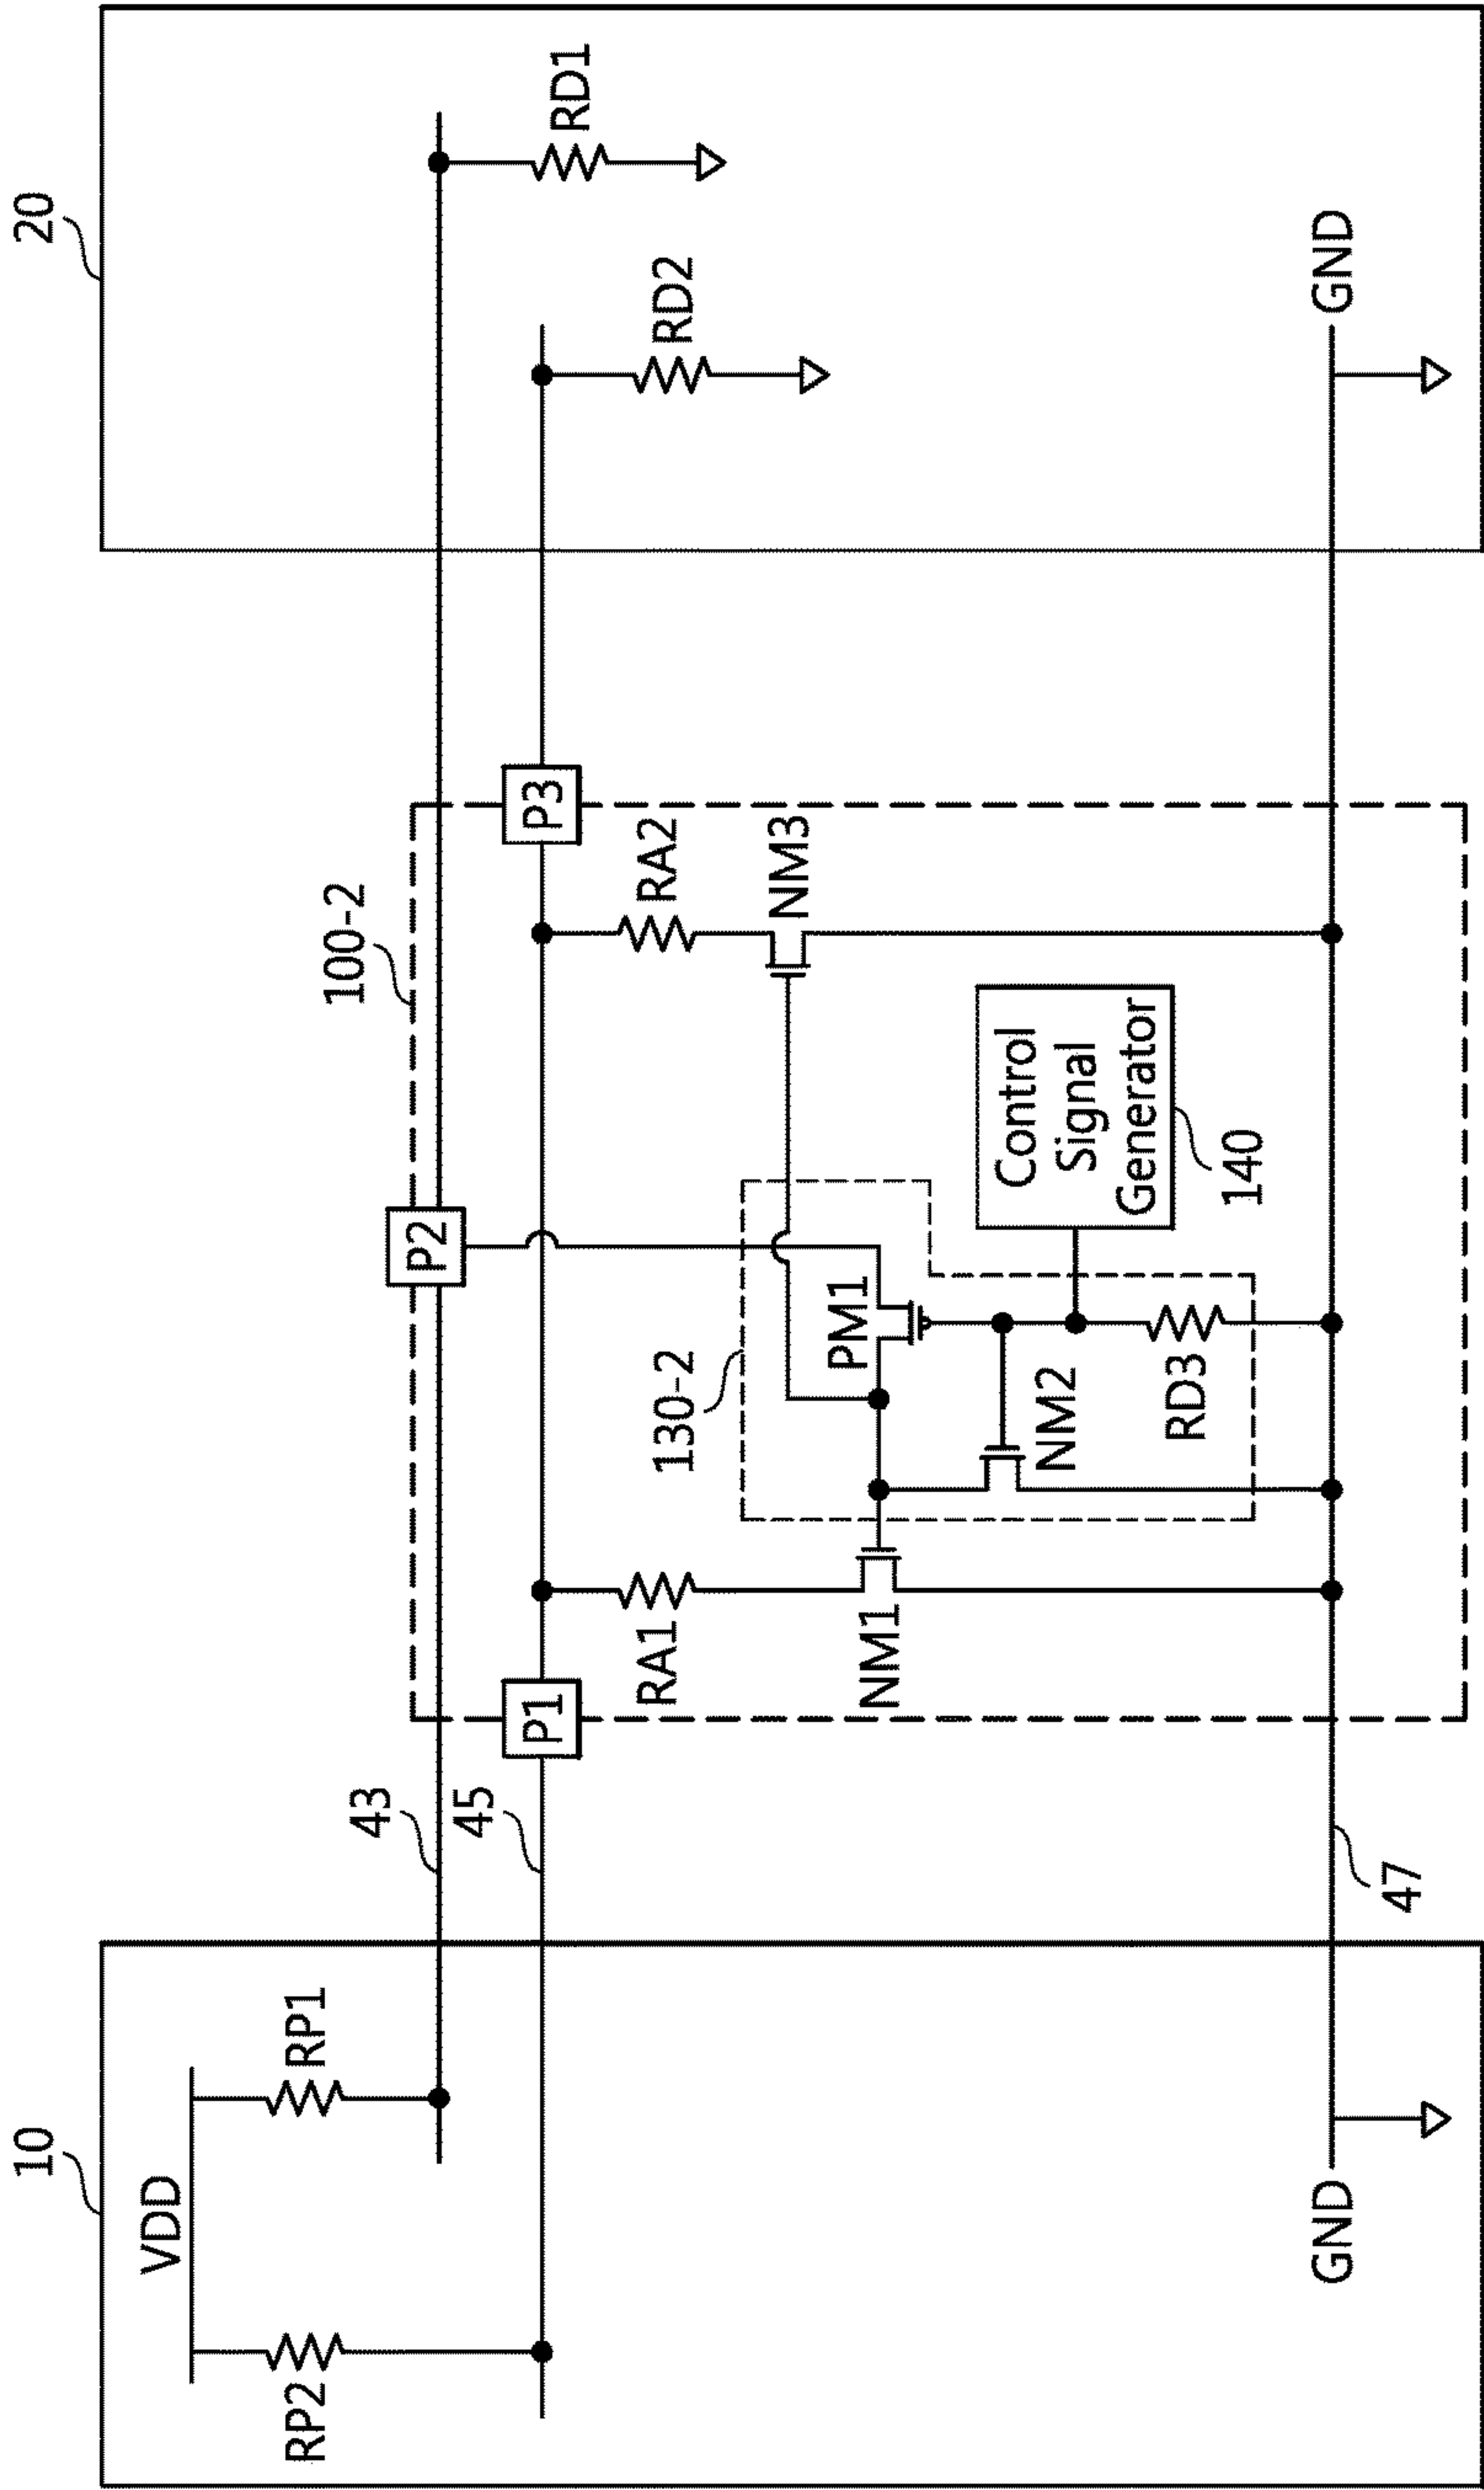 10
20
VDD
RP2
RP1
43
45
100-2
P2
P1
P3
RD1
RD2
RA1
RA2
NM1
NM3
130-2
PM1
NM2
RD3
Control
Signal
Generator
140
GND
47
GND